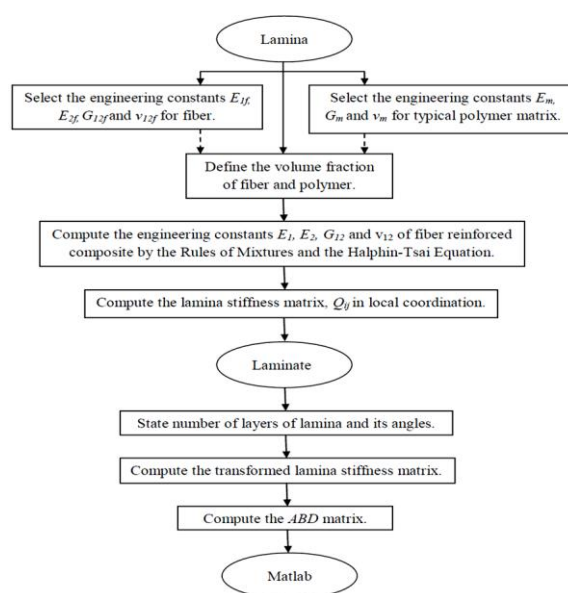 Lamina
Select the engineering constants E1f,
E2f, G12f and v12f for fiber.
Select the engineering constants Em,
Gm and vm for typical polymer matrix.
Define the volume fraction
of fiber and polymer.
Compute the engineering constants E1, E2, G12 and v12 of fiber reinforced
composite by the Rules of Mixtures and the Halphin-Tsai Equation.
Compute the lamina stiffness matrix, Qij in local coordination.
Laminate
State number of layers of lamina and its angles.
Compute the transformed lamina stiffness matrix.
Compute the ABD matrix.
Matlab